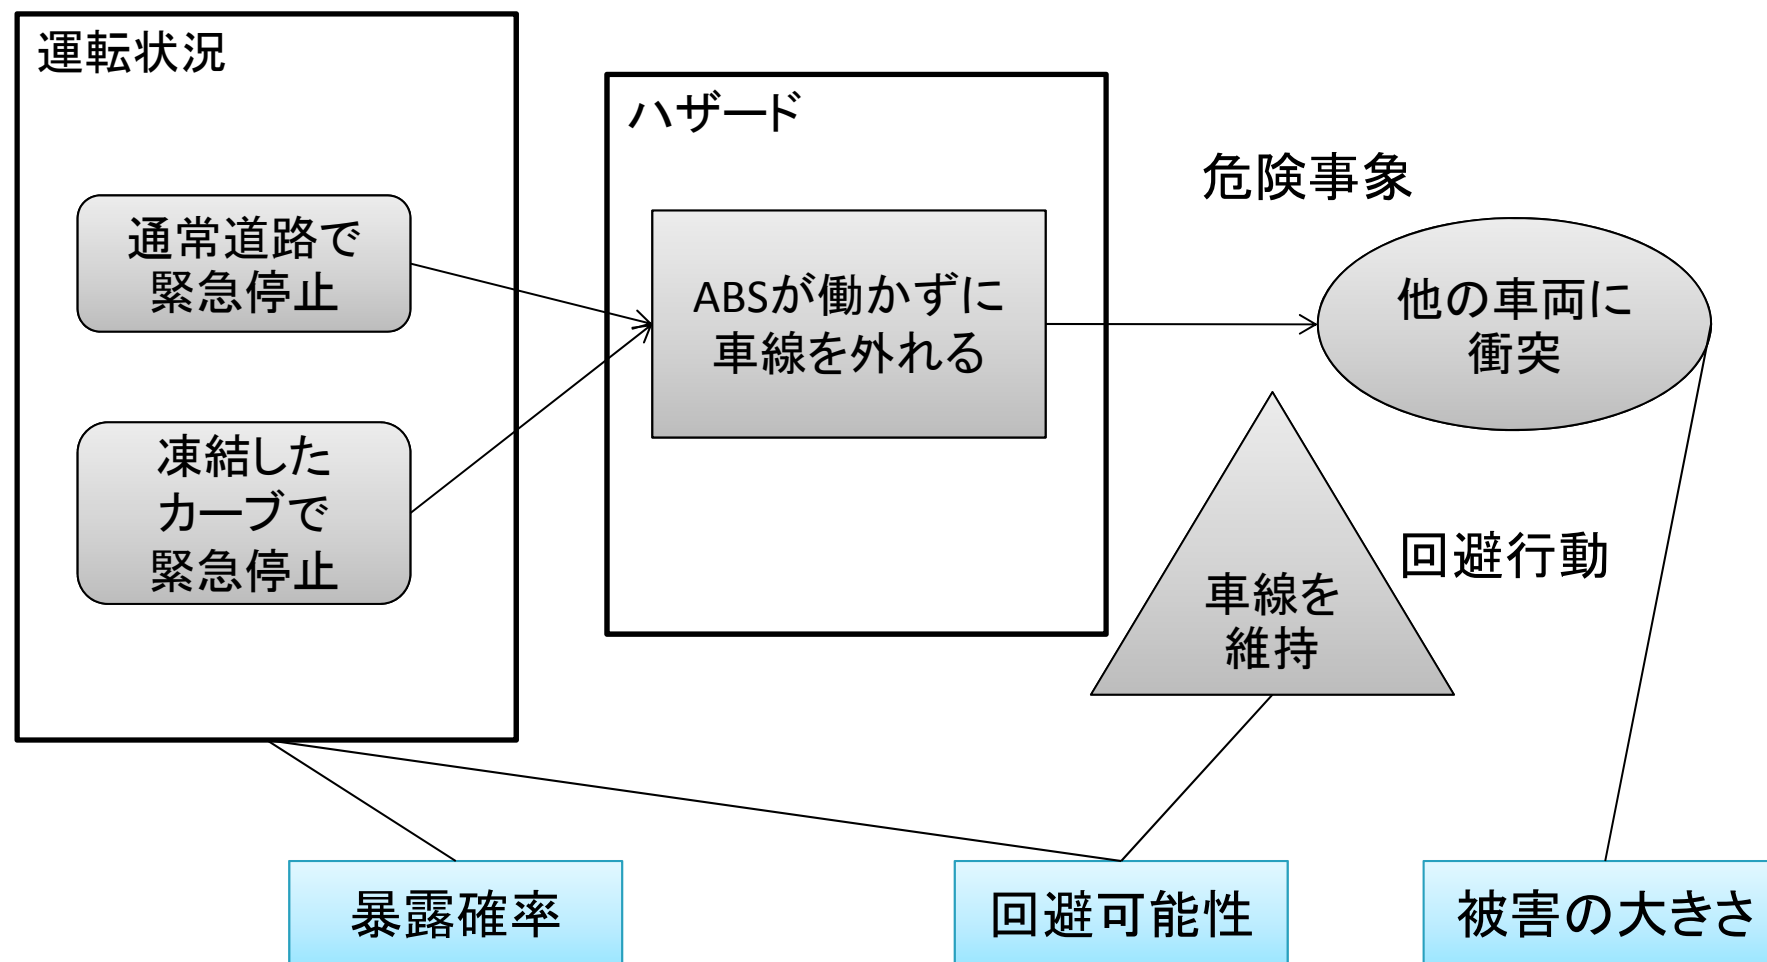 運転状況
通常道路で
緊急停止
凍結した
カーブで
緊急停止
ハザード
ABSが働かずに
車線を外れる
危険事象
他の車両に
衝突
回避行動
車線を
維持
暴露確率
回避可能性
被害の大きさ